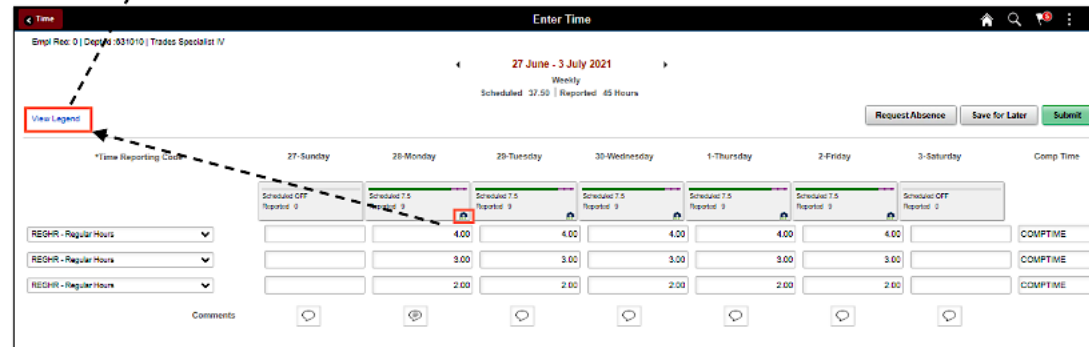 Time
Enter Time
Empl Rec: 0 | Dept Id :631010 | Trades Specialist IV
27 June - 3 July 2021
Weekly
Scheduled 37.50 | Reported 45 Hours
View Legend
Request Absence Save for Later Submit
*Time Reporting Code 27-Sunday 28-Monday 29-Tuesday 30-Wednesday 1-Thursday 2-Friday 3-Saturday Comp Time
Scheduled OFF Scheduled 7.5 Scheduled 7.5 Scheduled 7.5 Scheduled 7.5 Scheduled 7.5 Scheduled OFF
Reported 0 Reported 9 Reported 9 Reported 9 Reported 9 Reported 9 Reported 0
REGHR - Regular Hours 4.00 4.00 4.00 4.00 4.00 COMPTIME
REGHR - Regular Hours 3.00 3.00 3.00 3.00 3.00 COMPTIME
REGHR - Regular Hours 2.00 2.00 2.00 2.00 2.00 COMPTIME
Comments